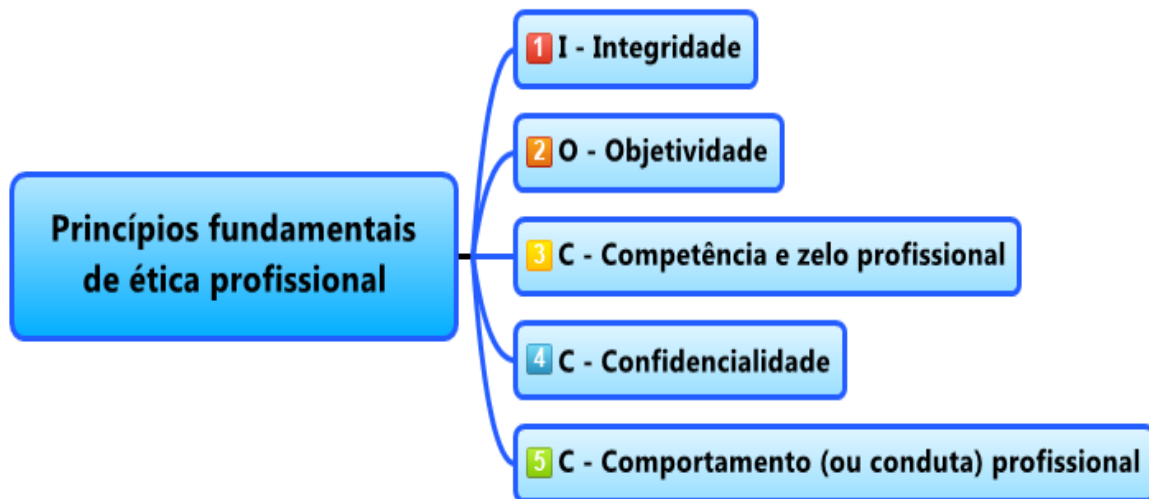 Princípios fundamentais
de ética profissional
1 I - Integridade
2 O - Objetividade
3 C - Competência e zelo profissional
4 C - Confidencialidade
5 C - Comportamento (ou conduta) profissional